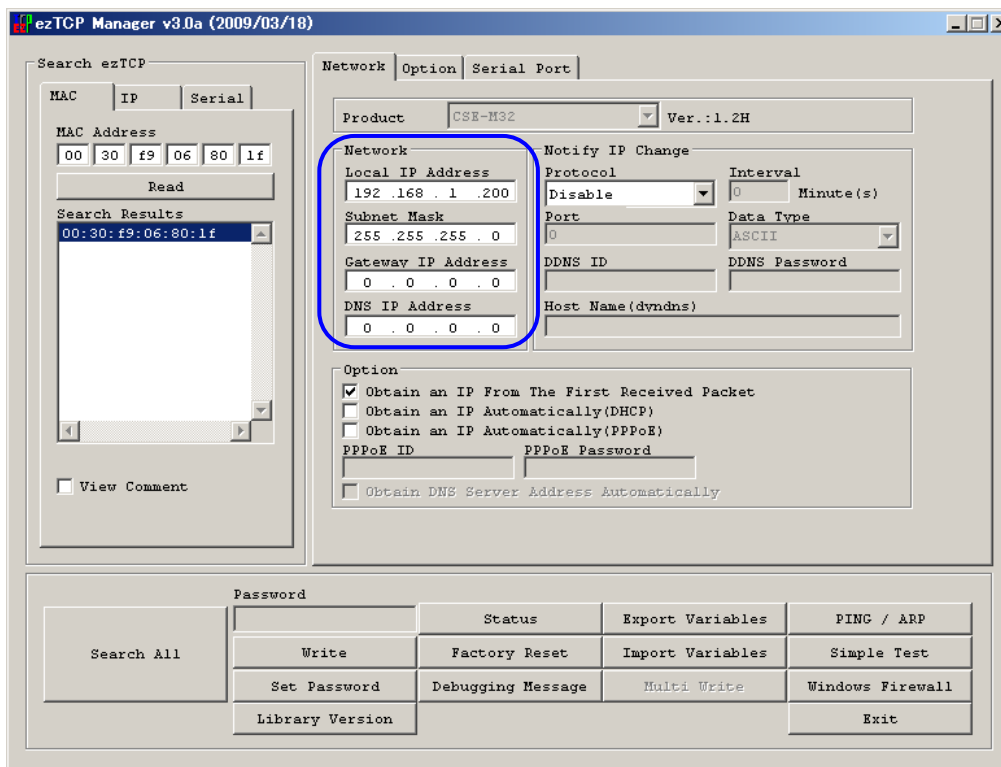 ezTCP Manager v3.0a (2009/03/18)
Search ezTCP
MAC IP Serial
MAC Address
00 30 f9 06 80 1f
Read
Search Results
00:30:f9:06:80:1f
View Comment
Network Option Serial Port
Product CSE-M32 Ver.:1.2H
Network
Local IP Address
192 .168 . 1 .200
Subnet Mask
255 .255 .255 . 0
Gateway IP Address
0 . 0 . 0 . 0
DNS IP Address
0 . 0 . 0 . 0
Notify IP Change
Protocol Interval
Disable 0 Minute(s)
Port Data Type
0 ASCII
DDNS ID DDNS Password
Host Name(dyndns)
Option
Obtain an IP From The First Received Packet
Obtain an IP Automatically(DHCP)
Obtain an IP Automatically(PPPoE)
PPPoE ID PPPoE Password
Obtain DNS Server Address Automatically
Password
Status Export Variables PING / ARP
Search All Write Factory Reset Import Variables Simple Test
Set Password Debugging Message Multi Write Windows Firewall
Library Version Exit